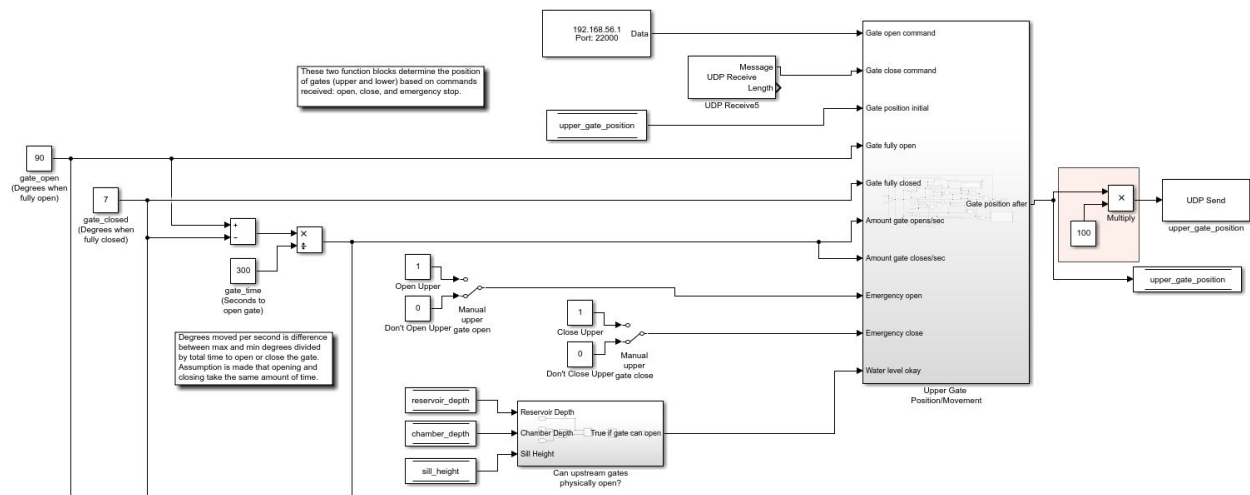 192.168.56.1
Port: 22000
Data
Gate open command
These two function blocks determine the position
of gates (upper and lower) based on commands
received: open, close, and emergency stop.
Message
UDP Receive
Length
UDP Receive5
Gate close command
upper_gate_position
Gate position initial
90
gate_open
(Degrees when
fully open)
Gate fully open
7
gate_closed
(Degrees when
fully closed)
Gate fully closed
Gate position after
×
Multiply
100
UDP Send
upper_gate_position
+
−
×
÷
Amount gate opens/sec
300
gate_time
(Seconds to
open gate)
Amount gate closes/sec
upper_gate_position
1
Open Upper
0
Don't Open Upper
Manual
upper
gate open
Emergency open
1
Close Upper
0
Don't Close Upper
Manual
upper
gate close
Emergency close
Degrees moved per second is difference
between max and min degrees divided
by total time to open or close the gate.
Assumption is made that opening and
closing take the same amount of time.
Water level okay
Upper Gate
Position/Movement
reservoir_depth
Reservoir Depth
chamber_depth
Chamber Depth
True if gate can open
sill_height
Sill Height
Can upstream gates
physically open?